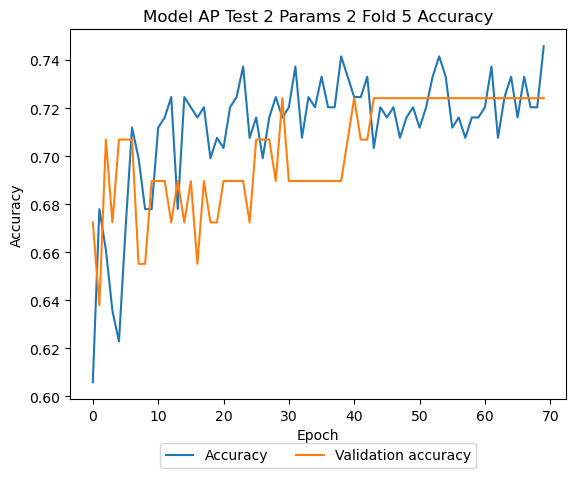 Model AP Test 2 Params 2 Fold 5 Accuracy
Accuracy
0.74
0.72
0.70
0.68
0.66
0.64
0.62
0.60
0 10 20 30 40 50 60 70
Epoch
Accuracy Validation accuracy